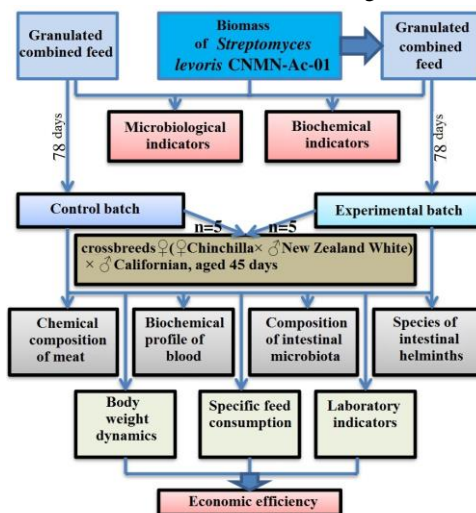 Granulated
combined feed
Biomass
of Streptomyces
levoris CNMN-Ac-01
Granulated
combined
feed
78 days
Microbiological
indicators
Biochemical
indicators
78 days
Control batch
Experimental batch
n=5
n=5
crossbreeds♀(♀Chinchilla× ♂New Zealand White)
× ♂Californian, aged 45 days
Chemical
composition
of meat
Biochemical
profile of
blood
Composition
of intestinal
microbiota
Species of
intestinal
helminths
Body
weight
dynamics
Specific feed
consumption
Laboratory
indicators
Economic efficiency